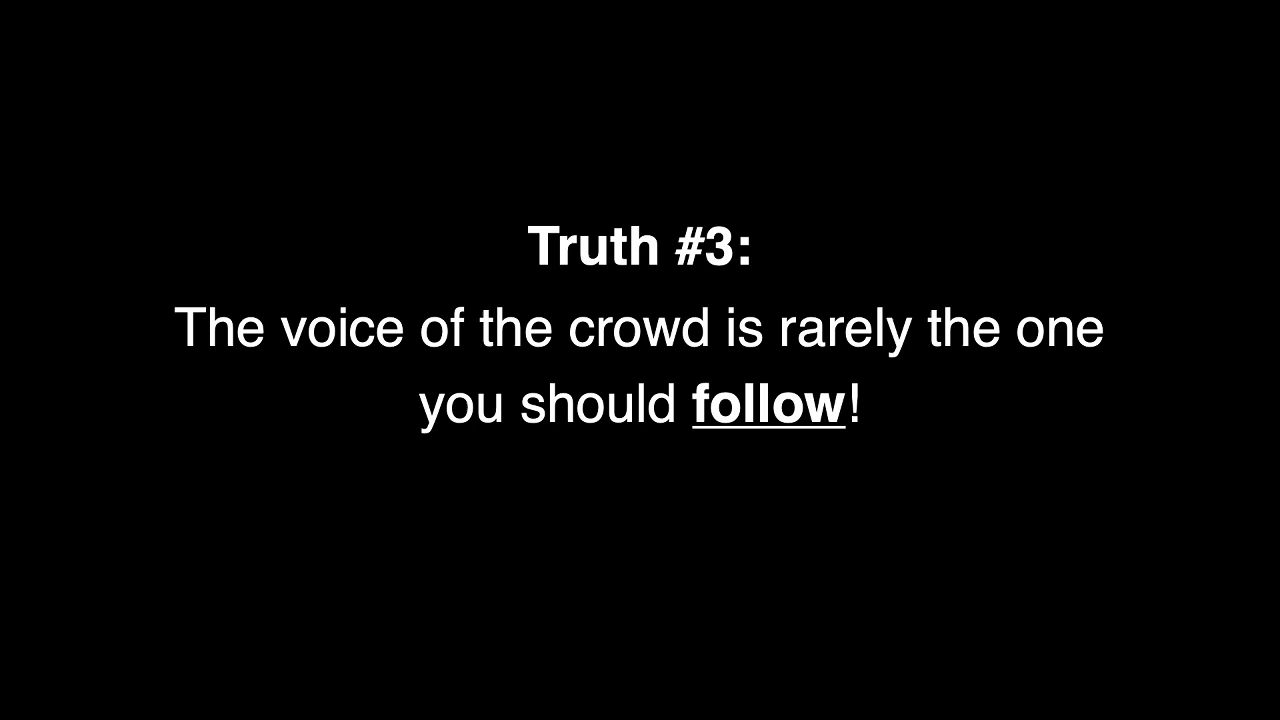 Truth #3:
The voice of the crowd is rarely the one
you should follow!